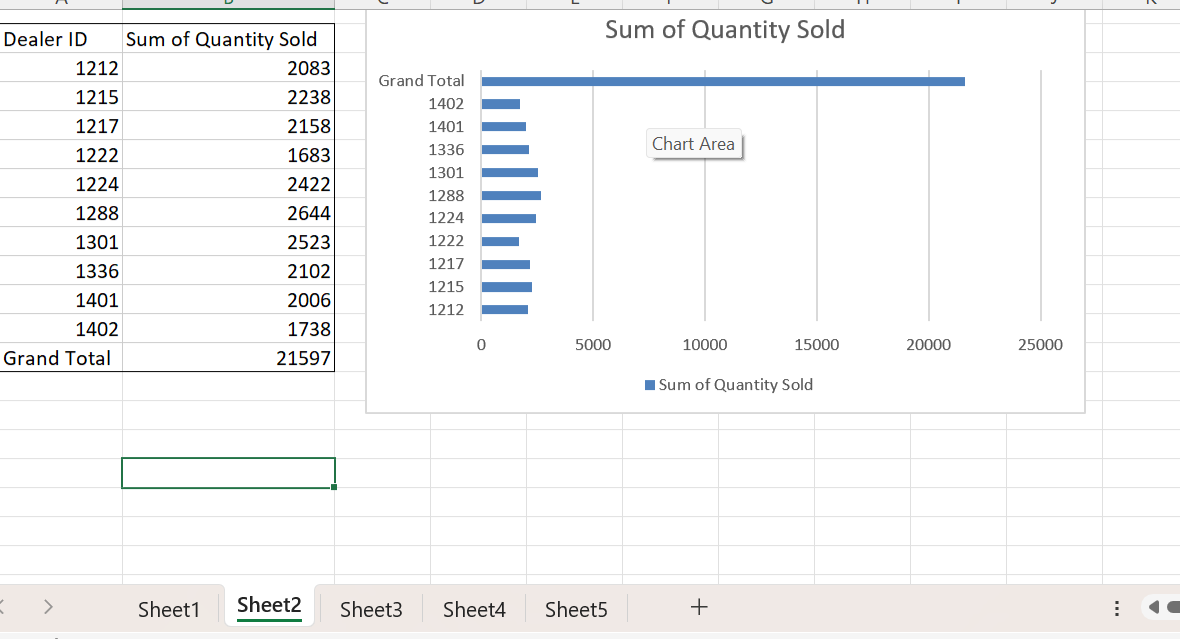 Dealer ID Sum of Quantity Sold
1212 2083
1215 2238
1217 2158
1222 1683
1224 2422
1288 2644
1301 2523
1336 2102
1401 2006
1402 1738
Grand Total 21597
Sum of Quantity Sold
Grand Total
1402
1401
1336
1301
1288
1224
1222
1217
1215
1212
Chart Area
0 5000 10000 15000 20000 25000
Sum of Quantity Sold
Sheet1 Sheet2 Sheet3 Sheet4 Sheet5